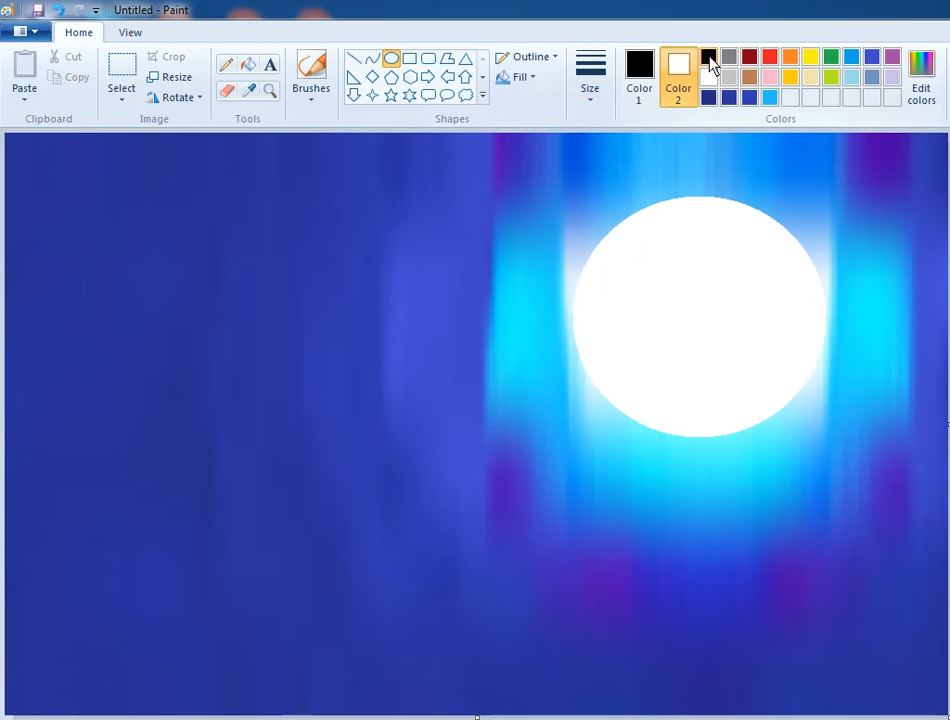 Untitled - Paint
Home View
Paste
Cut
Copy
Clipboard
Select
Crop
Resize
Rotate
Image
A
Tools
Brushes
Shapes
Outline
Fill
Size
Color 1
Color 2
Edit colors
Colors